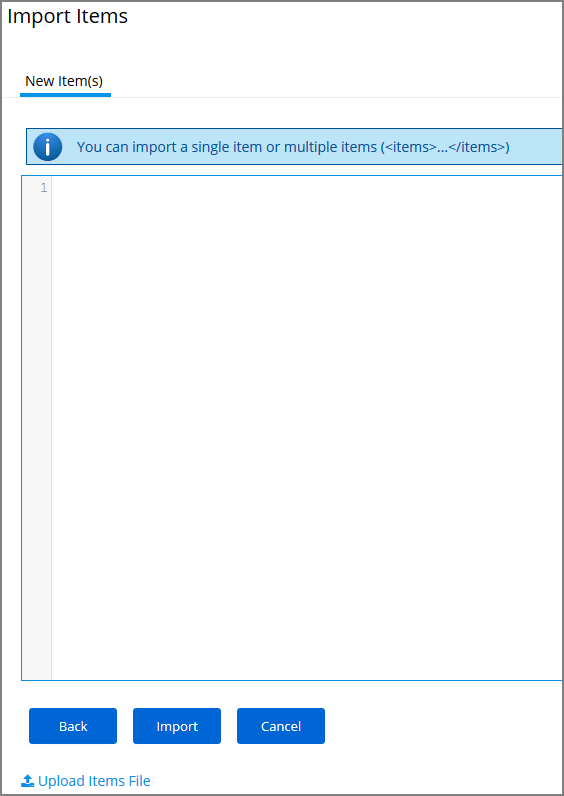 Import Items
New Item(s)
You can import a single item or multiple items (<items>...</items>)
1
Back Import Cancel
Upload Items File